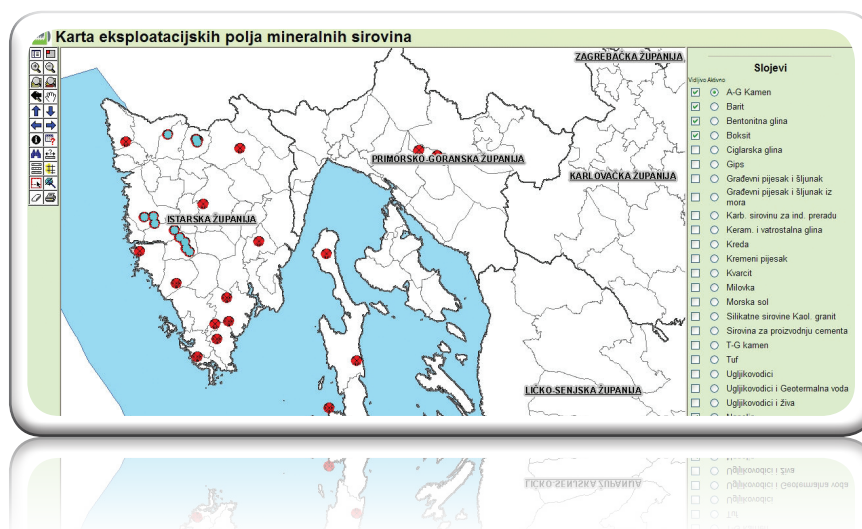 Karta eksploatacijskih polja mineralnih sirovina
ZAGREBAČKA ŽUPANIJA
PRIMORSKO-GORANSKA ŽUPANIJA
KARLOVAČKA ŽUPANIJA
ISTARSKA ŽUPANIJA
LIČKO-SENJSKA ŽUPANIJA
Slojevi
Vidljivo Aktivno
A-G Kamen
Barit
Bentonitna glina
Boksit
Ciglarska glina
Gips
Građevni pijesak i šljunak
Građevni pijesak i šljunak iz
mora
Karb. sirovinu za ind. preradu
Keram. i vatrostalna glina
Kreda
Kremeni pijesak
Kvarcit
Milovka
Morska sol
Silikatne sirovine Kaol. granit
Sirovina za proizvodnju cementa
T-G kamen
Tuf
Ugljikovodici
Ugljikovodici i Geotermalna voda
Ugljikovodici i živa